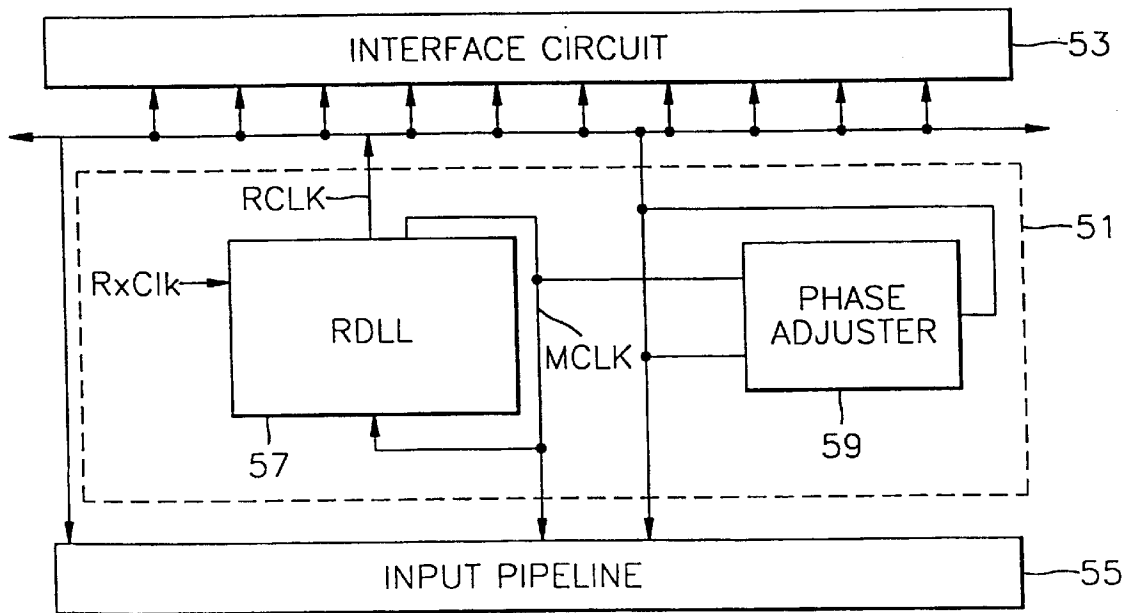 INTERFACE CIRCUIT
53
RCLK
51
RxClk
RDLL
MCLK
PHASE
ADJUSTER
57
59
INPUT PIPELINE
55